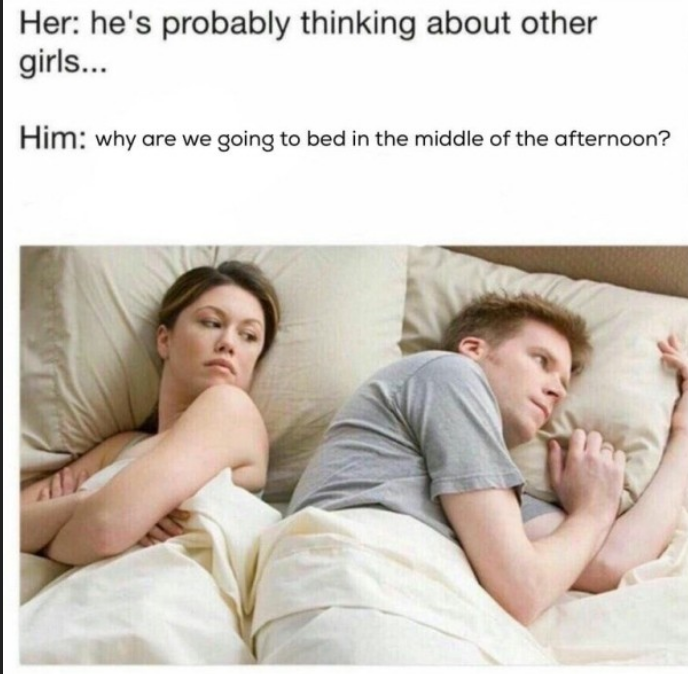 Her: he's probably thinking about other
girls...
Him: why are we going to bed in the middle of the afternoon?